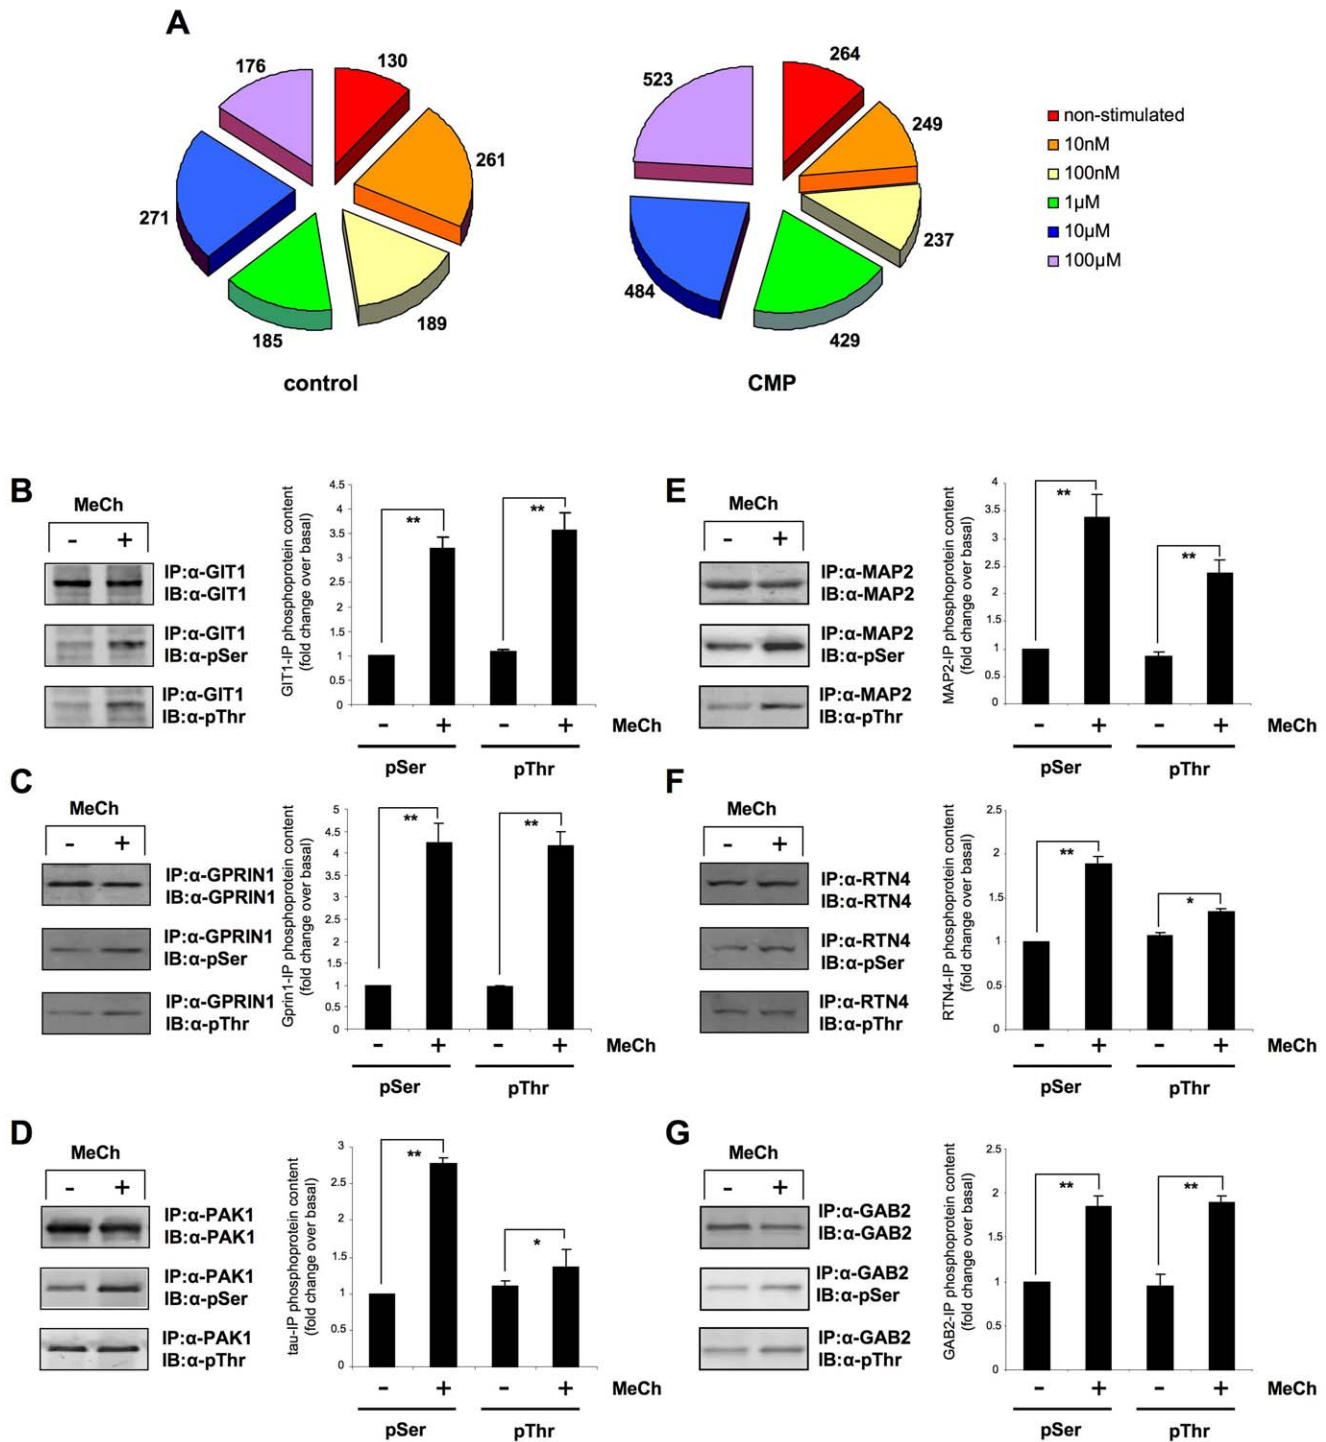 A
176
130
261
189
185
271
control
523
264
249
237
429
484
CMP
non-stimulated
10nM
100nM
1µM
10µM
100µM
B
MeCh
- +
IP:α-GIT1
IB:α-GIT1
IP:α-GIT1
IB:α-pSer
IP:α-GIT1
IB:α-pThr
GIT1-IP phosphoprotein content
(fold change over basal)
4.5
4
3.5
3
2.5
2
1.5
1
0.5
0
**
**
- + - + MeCh
pSer pThr
C
MeCh
- +
IP:α-GPRIN1
IB:α-GPRIN1
IP:α-GPRIN1
IB:α-pSer
IP:α-GPRIN1
IB:α-pThr
Gprin1-IP phosphoprotein content
(fold change over basal)
5
4.5
4
3.5
3
2.5
2
1.5
1
0.5
0
**
**
- + - + MeCh
pSer pThr
D
MeCh
- +
IP:α-PAK1
IB:α-PAK1
IP:α-PAK1
IB:α-pSer
IP:α-PAK1
IB:α-pThr
tau-IP phosphoprotein content
(fold change over basal)
3
2.5
2
1.5
1
0.5
0
**
*
- + - + MeCh
pSer pThr
E
MeCh
- +
IP:α-MAP2
IB:α-MAP2
IP:α-MAP2
IB:α-pSer
IP:α-MAP2
IB:α-pThr
MAP2-IP phosphoprotein content
(fold change over basal)
4
3.5
3
2.5
2
1.5
1
0.5
0
**
**
- + - + MeCh
pSer pThr
F
MeCh
- +
IP:α-RTN4
IB:α-RTN4
IP:α-RTN4
IB:α-pSer
IP:α-RTN4
IB:α-pThr
RTN4-IP phosphoprotein content
(fold change over basal)
2.5
2
1.5
1
0.5
0
**
*
- + - + MeCh
pSer pThr
G
MeCh
- +
IP:α-GAB2
IB:α-GAB2
IP:α-GAB2
IB:α-pSer
IP:α-GAB2
IB:α-pThr
GAB2-IP phosphoprotein content
(fold change over basal)
2.5
2
1.5
1
0.5
0
**
**
- + - + MeCh
pSer pThr